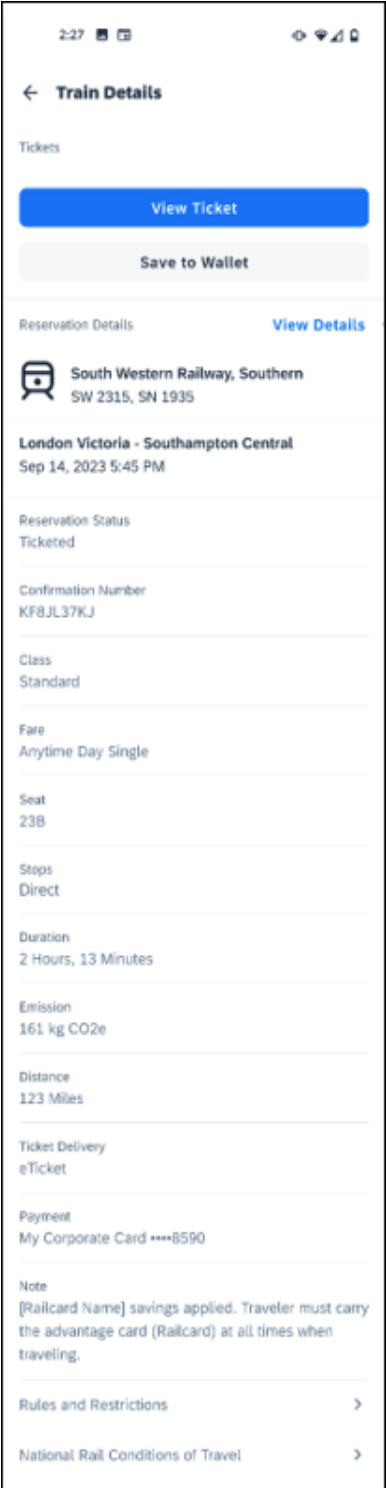 2:27
Train Details
Tickets
View Ticket
Save to Wallet
Reservation Details View Details
South Western Railway, Southern
SW 2315, SN 1935
London Victoria - Southampton Central
Sep 14, 2023 5:45 PM
Reservation Status
Ticketed
Confirmation Number
KF8JL37KJ
Class
Standard
Fare
Anytime Day Single
Seat
23B
Stops
Direct
Duration
2 Hours, 13 Minutes
Emission
161 kg CO2e
Distance
123 Miles
Ticket Delivery
eTicket
Payment
My Corporate Card ••••8590
Note
[Railcard Name] savings applied. Traveler must carry
the advantage card (Railcard) at all times when
traveling.
Rules and Restrictions
National Rail Conditions of Travel